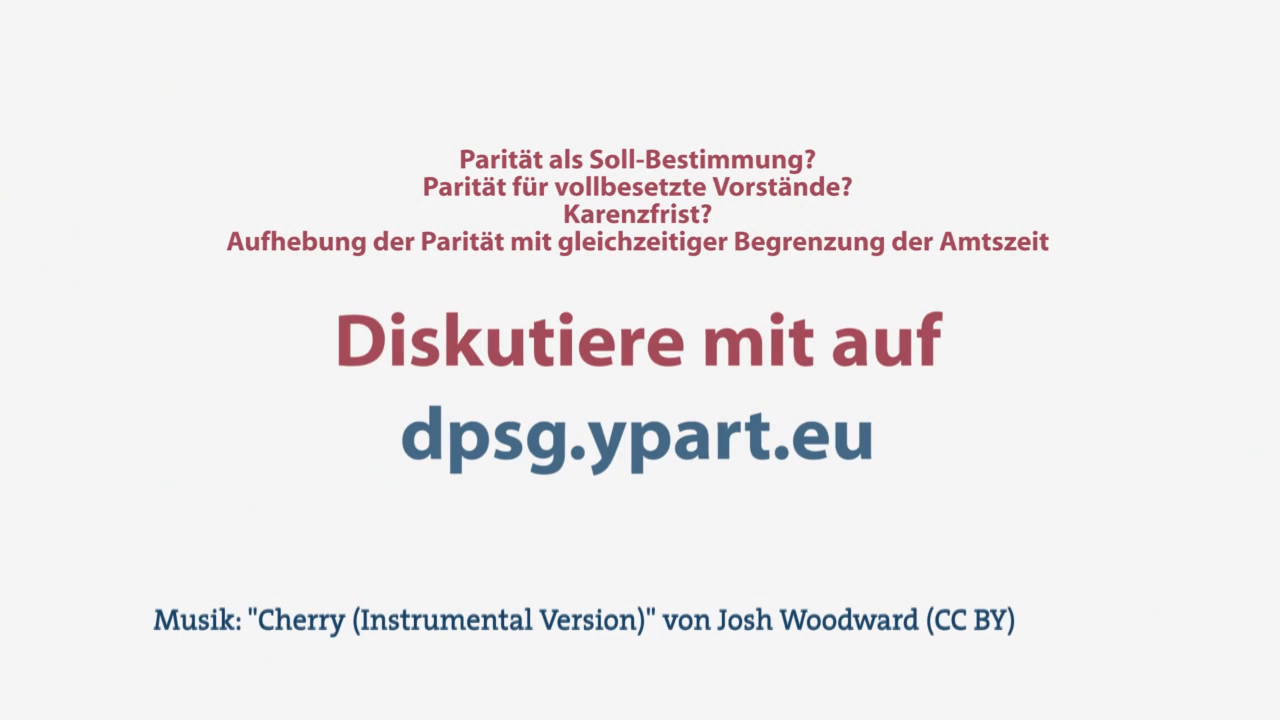 Parität als Soll-Bestimmung?
Parität für vollbesetzte Vorstände?
Karenzfrist?
Aufhebung der Parität mit gleichzeitiger Begrenzung der Amtszeit
Diskutiere mit auf
dpsg.ypart.eu
Musik: "Cherry (Instrumental Version)" von Josh Woodward (CC BY)